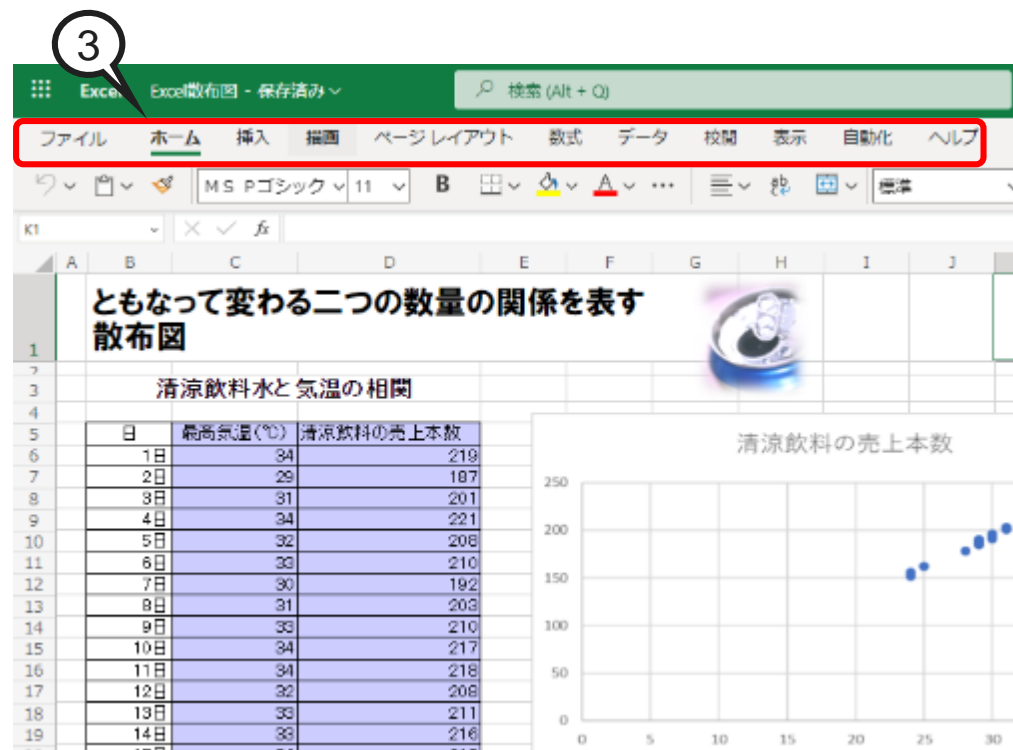 3
Excel Excel散布図 - 保存済み
検索 (Alt + Q)
ファイル ホーム 挿入 描画 ページ レイアウト 数式 データ 校閲 表示 自動化 ヘルプ
ＭＳ Ｐゴシック 11 B A ... ab 標準
K1 fx
A B C D E F G H I J
1 ともなって変わる二つの数量の関係を表す
散布図
2
3 清涼飲料水と気温の相関
4
5 日 最高気温(℃) 清涼飲料の売上本数
6 1日 34 219
7 2日 29 187
8 3日 31 201
9 4日 34 221
10 5日 32 208
11 6日 33 210
12 7日 30 192
13 8日 31 203
14 9日 33 210
15 10日 34 217
16 11日 34 218
17 12日 32 208
18 13日 33 211
19 14日 33 216
清涼飲料の売上本数
250
200
150
100
50
0
0 5 10 15 20 25 30